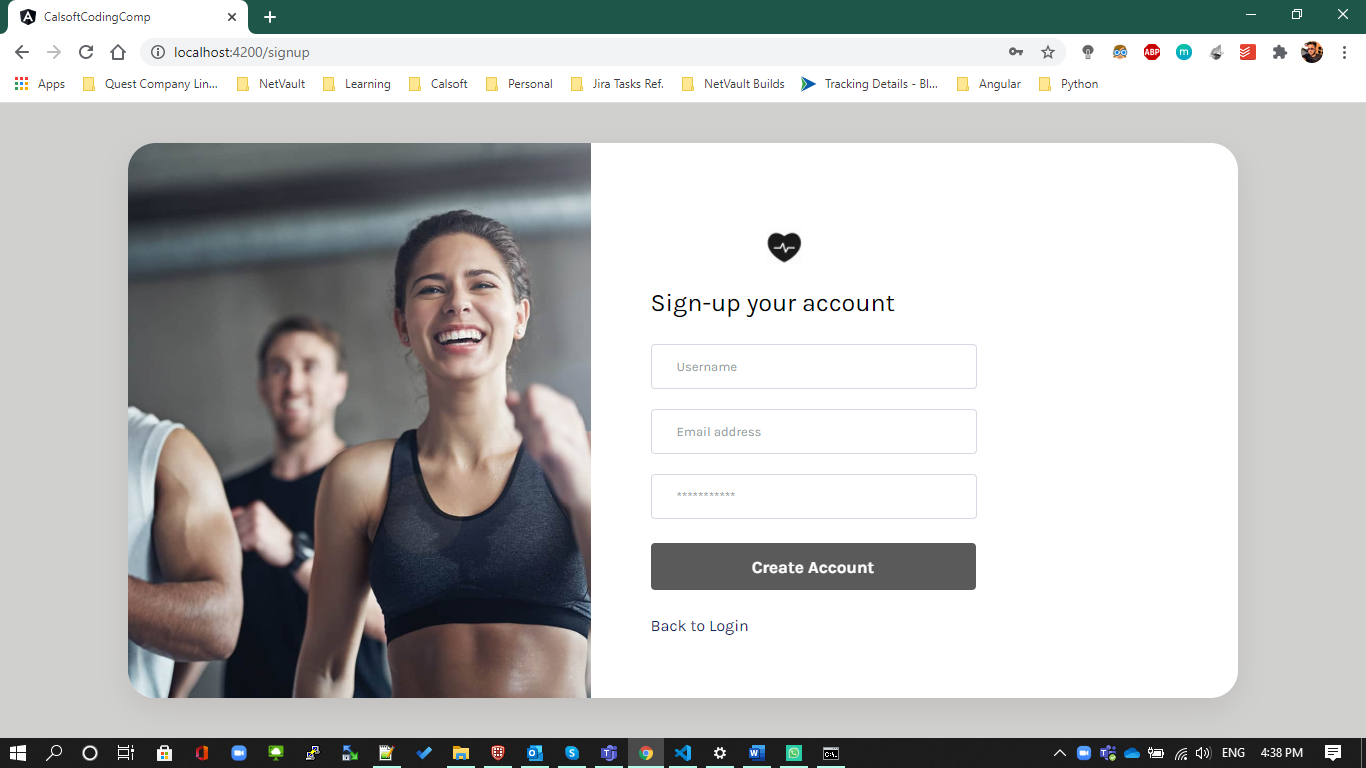 CalsoftCodingComp
localhost:4200/signup
ABP
m
Apps
Quest Company Lin...
NetVault
Learning
Calsoft
Personal
Jira Tasks Ref.
NetVault Builds
Tracking Details - Bl...
Angular
Python
Sign-up your account
Username
Email address
***********
Create Account
Back to Login
ENG
4:38 PM